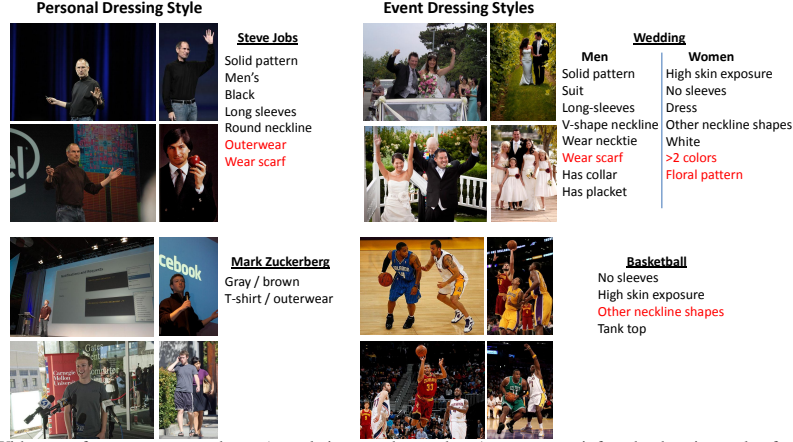 Personal Dressing Style
Event Dressing Styles
Steve Jobs
Solid pattern
Men's
Black
Long sleeves
Round neckline
Outerwear
Wear scarf
Wedding
Men
Solid pattern
Suit
Long-sleeves
V-shape neckline
Wear necktie
Wear scarf
Has collar
Has placket
Women
High skin exposure
No sleeves
Dress
Other neckline shapes
White
>2 colors
Floral pattern
Mark Zuckerberg
Gray / brown
T-shirt / outerwear
cebook
Carnegie
Mellon
Basketball
No sleeves
High skin exposure
Other neckline shapes
Tank top
33